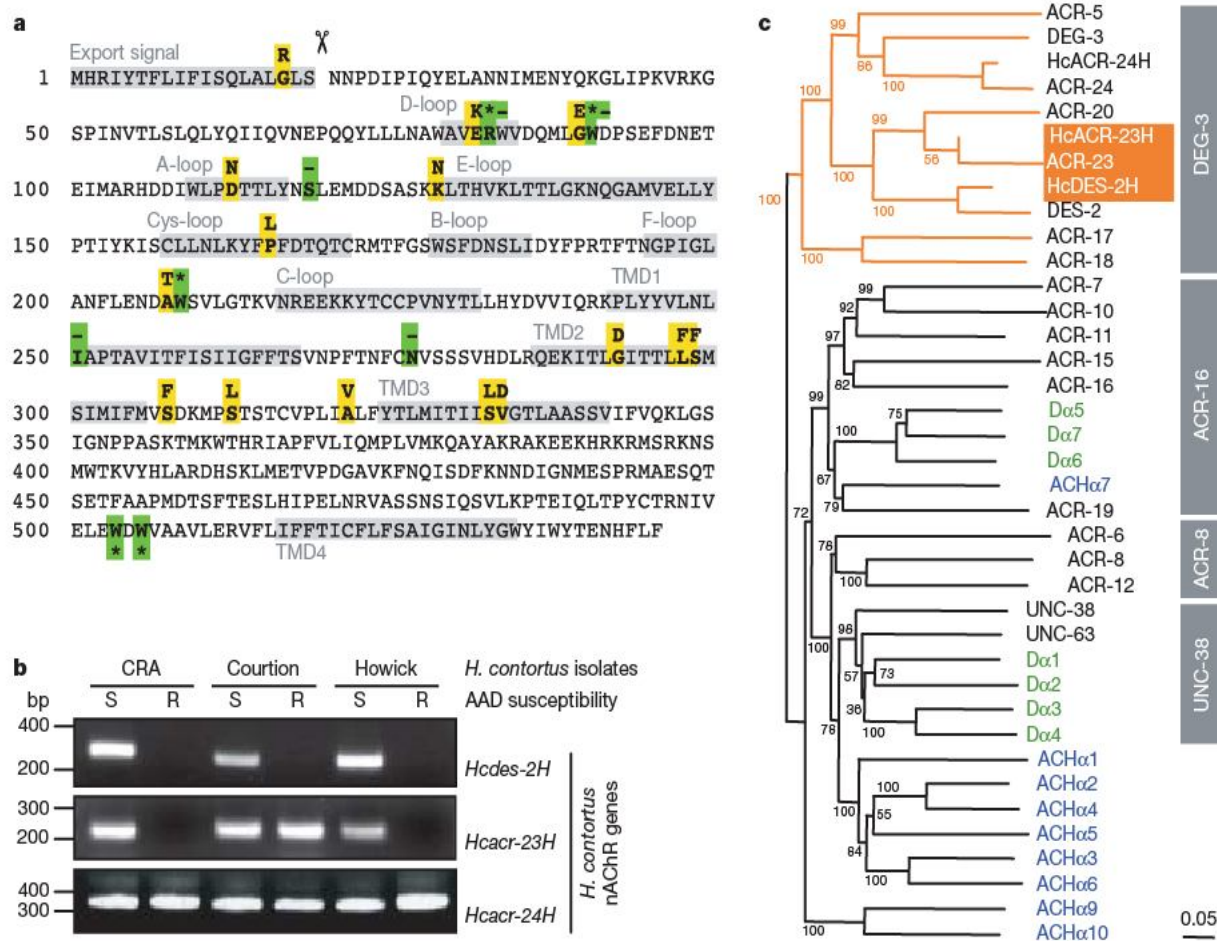 a
Export signal R
1 MHRIYTFLIFISQLALGLS NNPDIPIQYELANNIMENYQKGLIPKVRKG
D-loop K*– E*–
50 SPINVTLSLQLYQIIQVNEPQQYLLLNAWAVERWVDQMLGWDPSEFDNET
A-loop N – N E-loop
100 EIMARHDDIWLPDTTLYNSLEMDDSASKKLTHVKLTTLGKNQGAMVELLY
Cys-loop L B-loop F-loop
150 PTIYKISCLLNLKYFPFDTQTCRMTFGSWSFDNSLIDYFPRTFTNGPIGL
T* C-loop TMD1
200 ANFLENDAWSVLGTKVNREEKKYTCCPVNYTLLHYDVVIQRKPLYYVLNL
– – TMD2 D FF
250 IAPTAVITFISIIGFFTSVNPFTNFCNVSSSVHDLRQEKITLGITTLLSM
F L V TMD3 LD
300 SIMIFMVSDKMPSTSTCVPLIALFYTLMITIISVGTLAASSVIFVQKLGS
350 IGNPPASKTMKWTHRIAPFVLIQMPLVMKQAYAKRAKEEKHRKRMSRKNS
400 MWTKVYHLARDHSKLMETVPDGAVKFNQISDFKNNDIGNMESPRMAESQT
450 SETFAAPMDTSFTESLHIPELNRVASSNSIQSVLKPTEIQLTPYCTRNIV
500 ELEWDWVAAVLERVFLIFFTICFLFSAIGINLYGWYIWYTENHFLF
* * TMD4
b
CRA Courtion Howick H. contortus isolates
bp S R S R S R AAD susceptibility
400
200 Hcdes-2H
300
200 Hcacr-23H
400
300 Hcacr-24H
H. contortus
nAChR genes
c
ACR-5
99
DEG-3
86
HcACR-24H
100
ACR-24
100
ACR-20
99
HcACR-23H
56
ACR-23
100
HcDES-2H
100
100
DES-2
ACR-17
100
ACR-18
DEG-3
ACR-7
99
ACR-10
92
ACR-11
97
ACR-15
82
ACR-16
99
Dα5
75
Dα7
100
Dα6
67
ACHα7
79
ACR-19
72
ACR-16
ACR-6
78
ACR-8
100
ACR-12
ACR-8
UNC-38
98
UNC-63
100
Dα1
57
73
Dα2
36
Dα3
78
100
Dα4
UNC-38
ACHα1
ACHα2
100
ACHα4
100
55
ACHα5
84
ACHα3
100
ACHα6
ACHα9
100
ACHα10
0.05